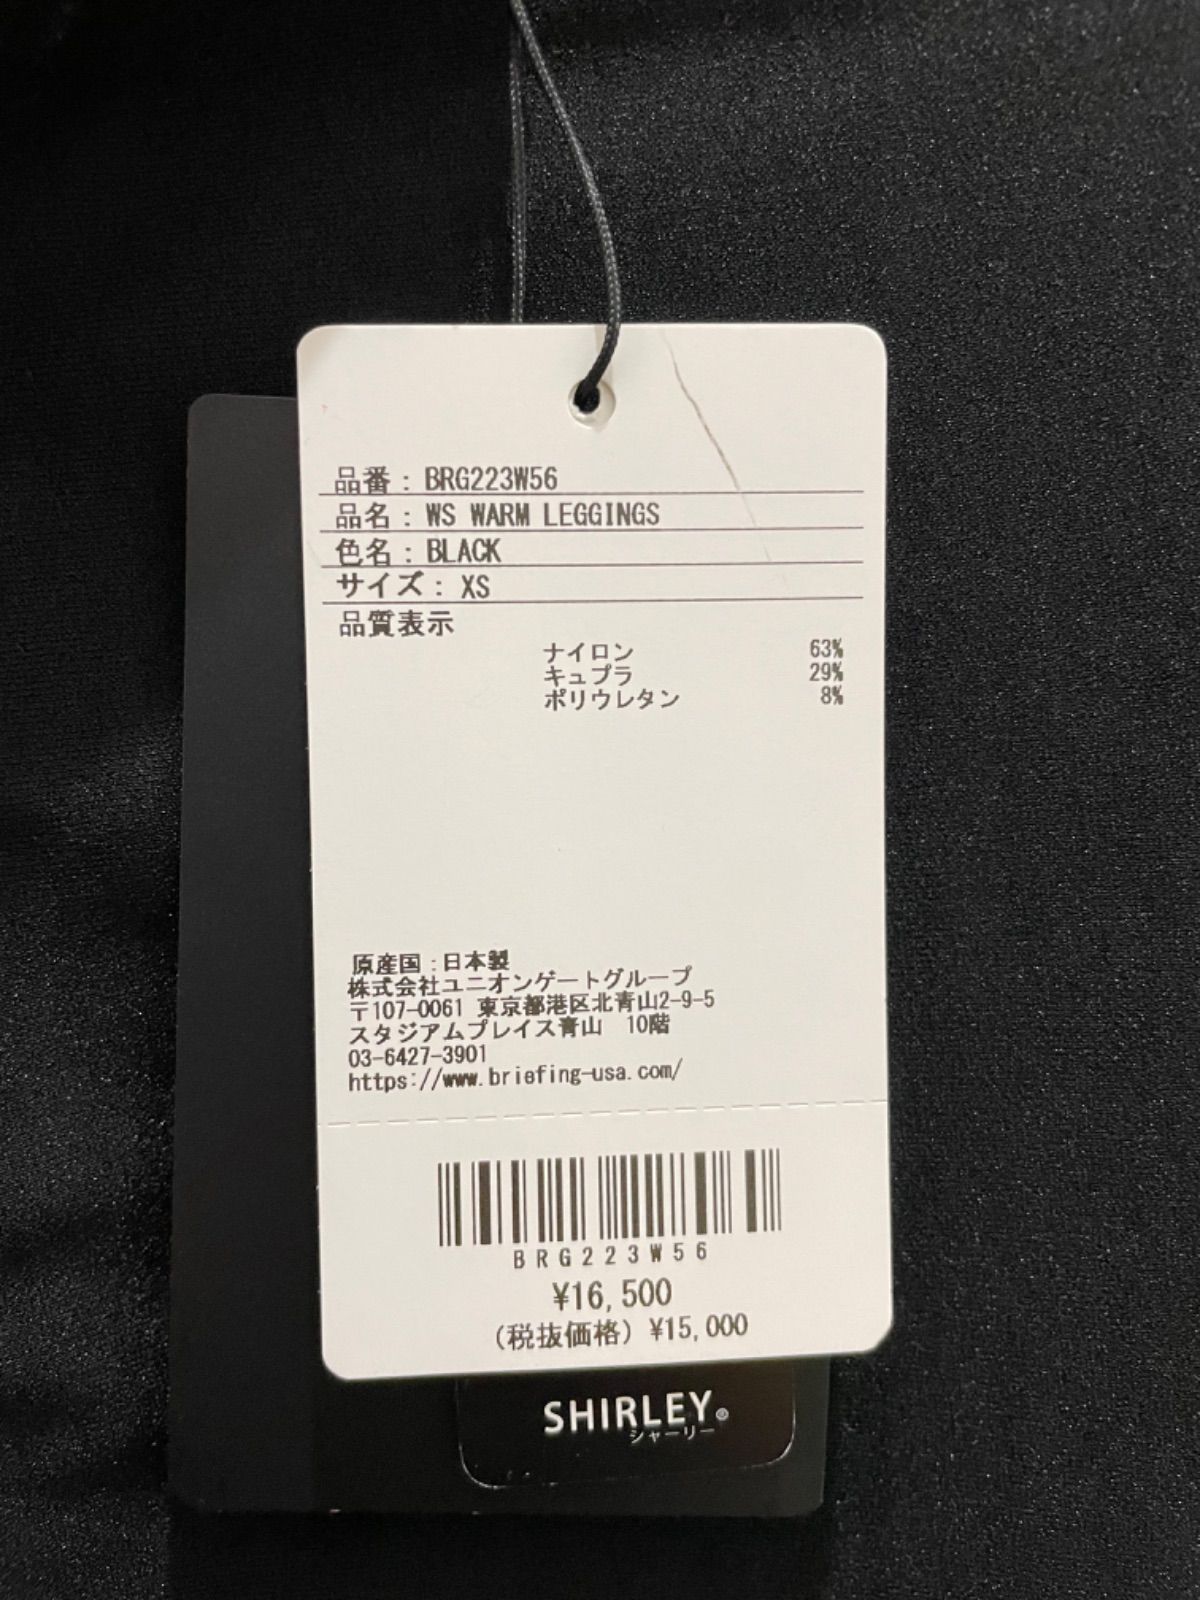 品番 : BRG223W56
品名 : WS WARM LEGGINGS
色名 : BLACK
サイズ : XS
品質表示
ナイロン 63%
キュプラ 29%
ポリウレタン 8%
原産国 : 日本製
株式会社ユニオンゲートグループ
〒107-0061 東京都港区北青山2-9-5
スタジアムプレイス青山 10階
03-6427-3901
https://www.briefing-usa.com/
BRG223W56
¥16,500
(税抜価格) ¥15,000
SHIRLEY®
シャーリー